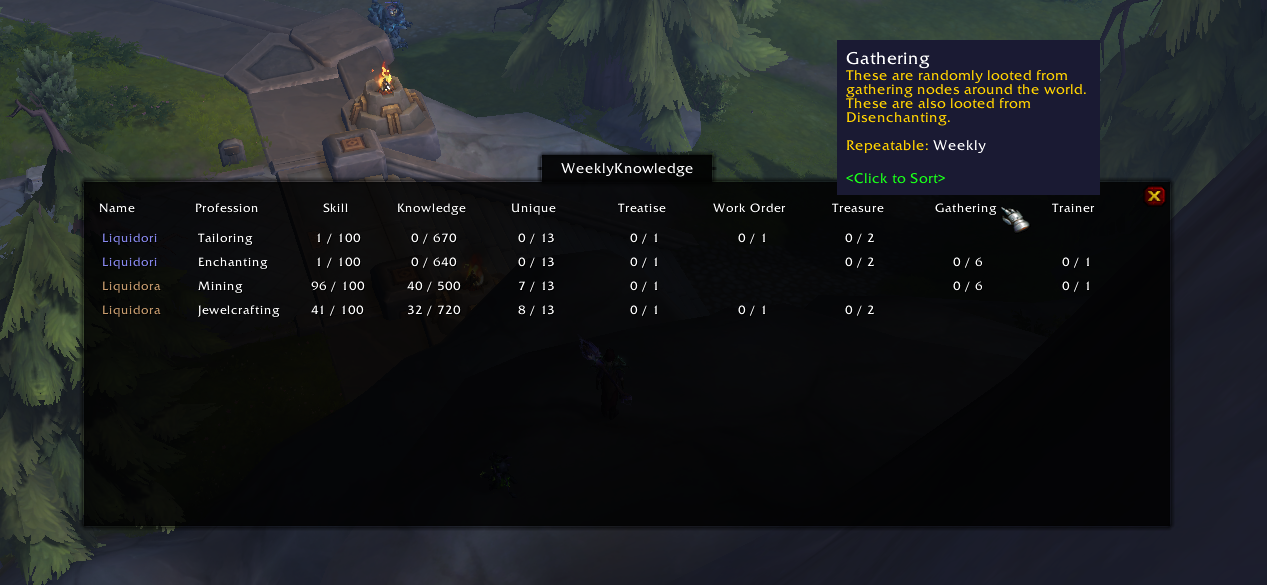 Gathering
These are randomly looted from
gathering nodes around the world.
These are also looted from
Disenchanting.
Repeatable: Weekly
<Click to Sort>
WeeklyKnowledge
Name Profession Skill Knowledge Unique Treatise Work Order Treasure Gathering Trainer
Liquidori Tailoring 1 / 100 0 / 670 0 / 13 0 / 1 0 / 1 0 / 2
Liquidori Enchanting 1 / 100 0 / 640 0 / 13 0 / 1 0 / 2 0 / 6 0 / 1
Liquidora Mining 96 / 100 40 / 500 7 / 13 0 / 1 0 / 6 0 / 1
Liquidora Jewelcrafting 41 / 100 32 / 720 8 / 13 0 / 1 0 / 1 0 / 2